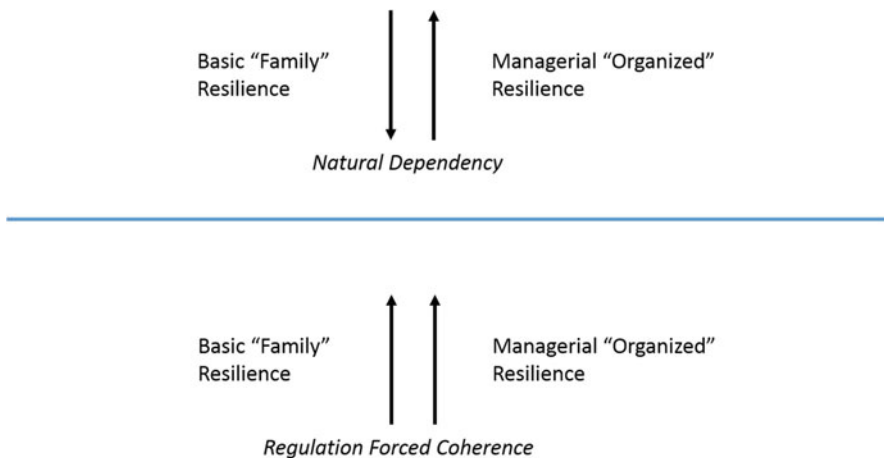 Basic “Family”
Resilience
Managerial “Organized”
Resilience
Natural Dependency
Basic “Family”
Resilience
Managerial “Organized”
Resilience
Regulation Forced Coherence